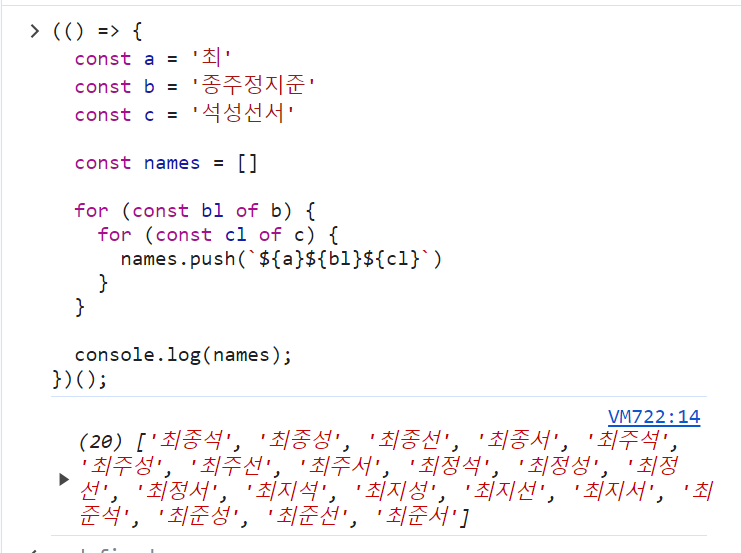 (() => {
  const a = '최'
  const b = '종주정지준'
  const c = '석성선서'

  const names = []

  for (const bl of b) {
    for (const cl of c) {
      names.push(`${a}${bl}${cl}`)
    }
  }

  console.log(names);
})();
VM722:14
(20) ['최종석', '최종성', '최종선', '최종서', '최주석',
'최주성', '최주선', '최주서', '최정석', '최정성', '최정
선', '최정서', '최지석', '최지성', '최지선', '최지서', '최
준석', '최준성', '최준선', '최준서']